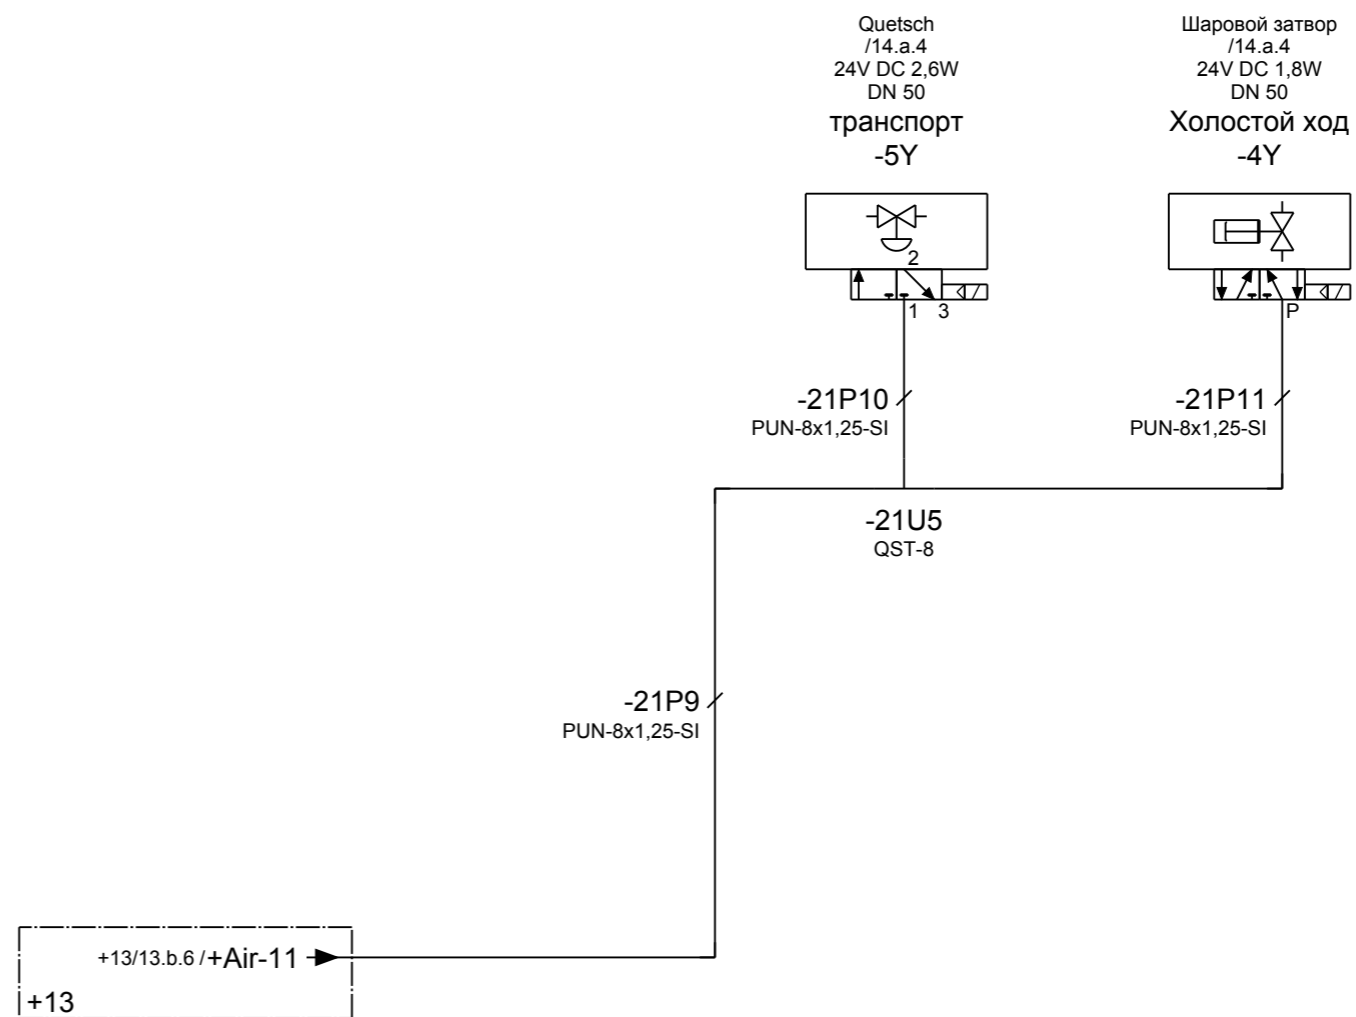 Quetsch
/14.a.4
24V DC 2,6W
DN 50
транспорт
-5Y
Шаровой затвор
/14.a.4
24V DC 1,8W
DN 50
Холостой ход
-4Y
2
1
3
P
-21P10
PUN-8x1,25-SI
-21P11
PUN-8x1,25-SI
-21U5
QST-8
-21P9
PUN-8x1,25-SI
+13/13.b.6 / +Air-11
+13